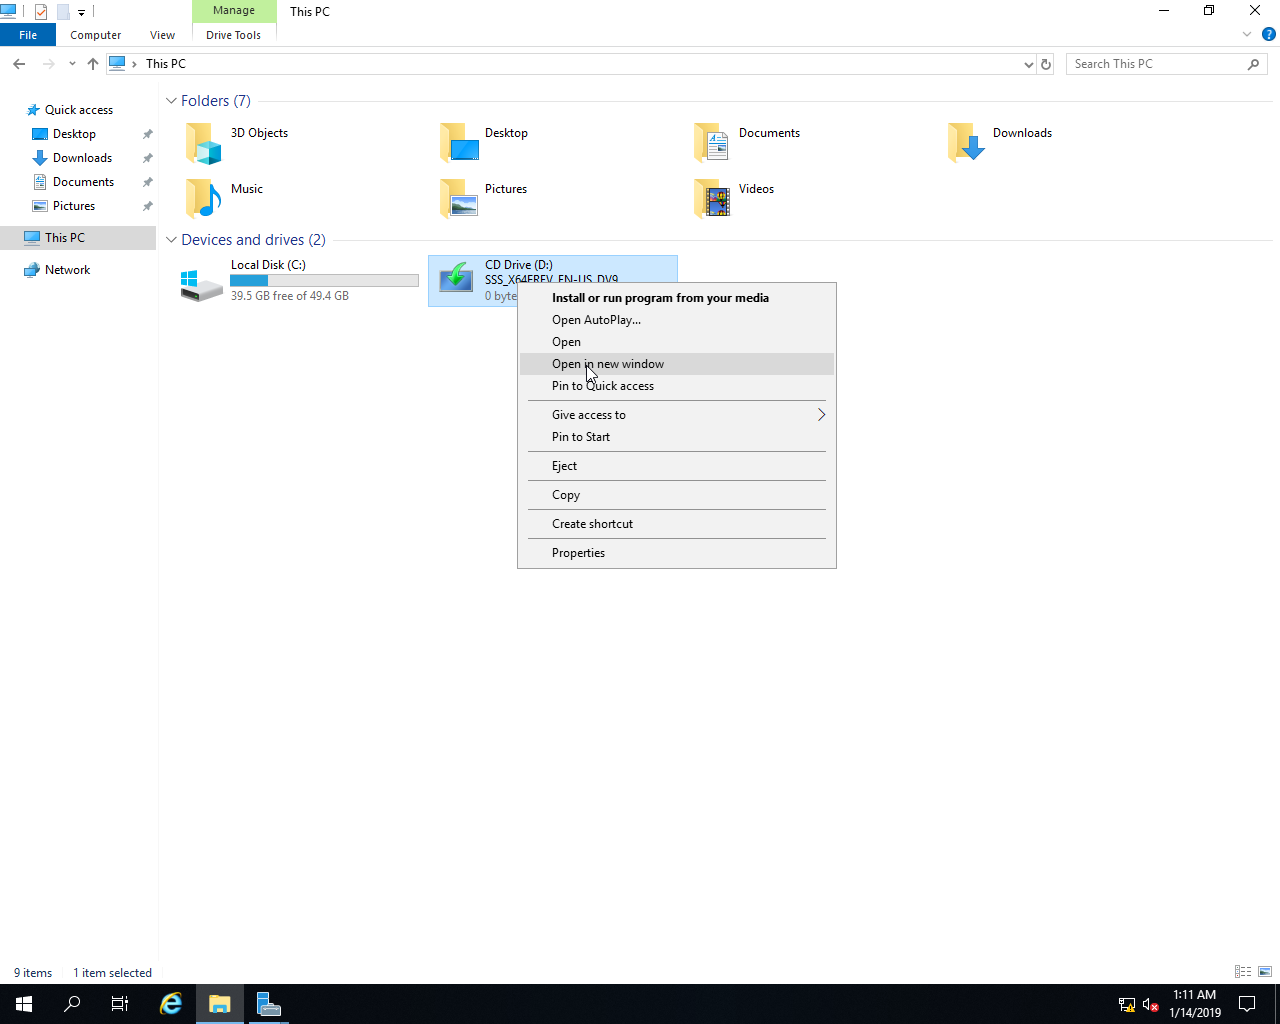 Manage
This PC
File
Computer
View
Drive Tools
This PC
Search This PC
Quick access
Desktop
Downloads
Documents
Pictures
This PC
Network
Folders (7)
3D Objects
Desktop
Documents
Downloads
Music
Pictures
Videos
Devices and drives (2)
Local Disk (C:)
39.5 GB free of 49.4 GB
CD Drive (D:)
SSS_X64FREV_EN-US_DV9
0 byte
Install or run program from your media
Open AutoPlay...
Open
Open in new window
Pin to Quick access
Give access to
Pin to Start
Eject
Copy
Create shortcut
Properties
9 items
1 item selected
1:11 AM
1/14/2019